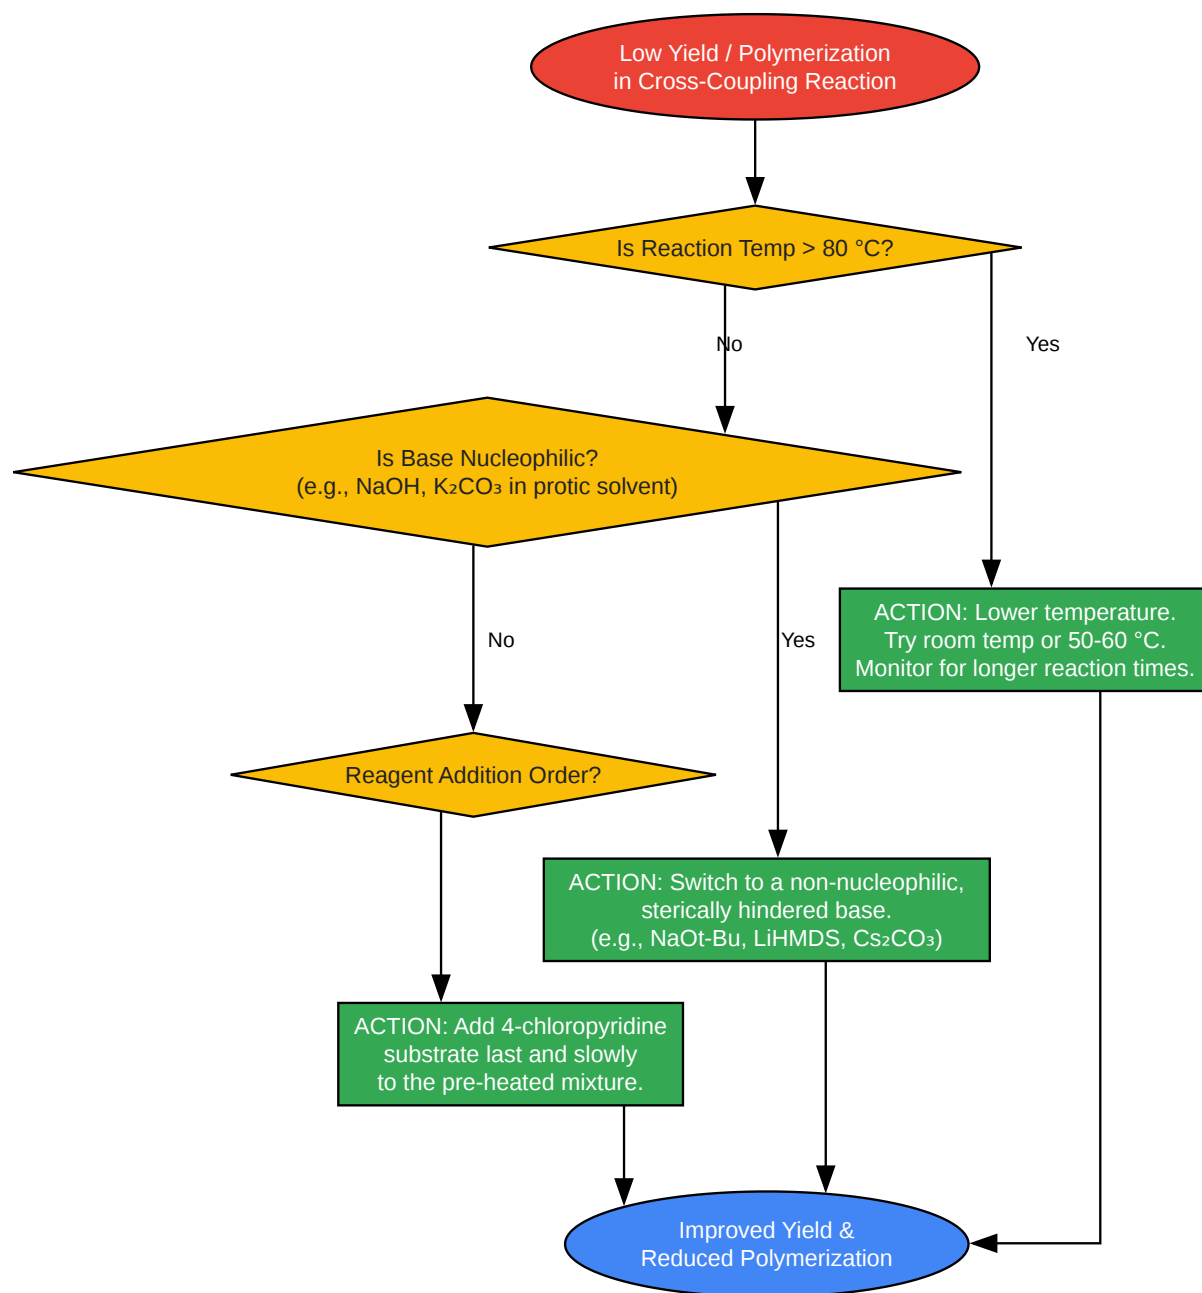 Low Yield / Polymerization
in Cross-Coupling Reaction
Is Reaction Temp > 80 °C?
No
Yes
Is Base Nucleophilic?
(e.g., NaOH, K₂CO₃ in protic solvent)
ACTION: Lower temperature.
Try room temp or 50-60 °C.
Monitor for longer reaction times.
No
Yes
Reagent Addition Order?
ACTION: Switch to a non-nucleophilic,
sterically hindered base.
(e.g., NaOt-Bu, LiHMDS, Cs₂CO₃)
ACTION: Add 4-chloropyridine
substrate last and slowly
to the pre-heated mixture.
Improved Yield &
Reduced Polymerization